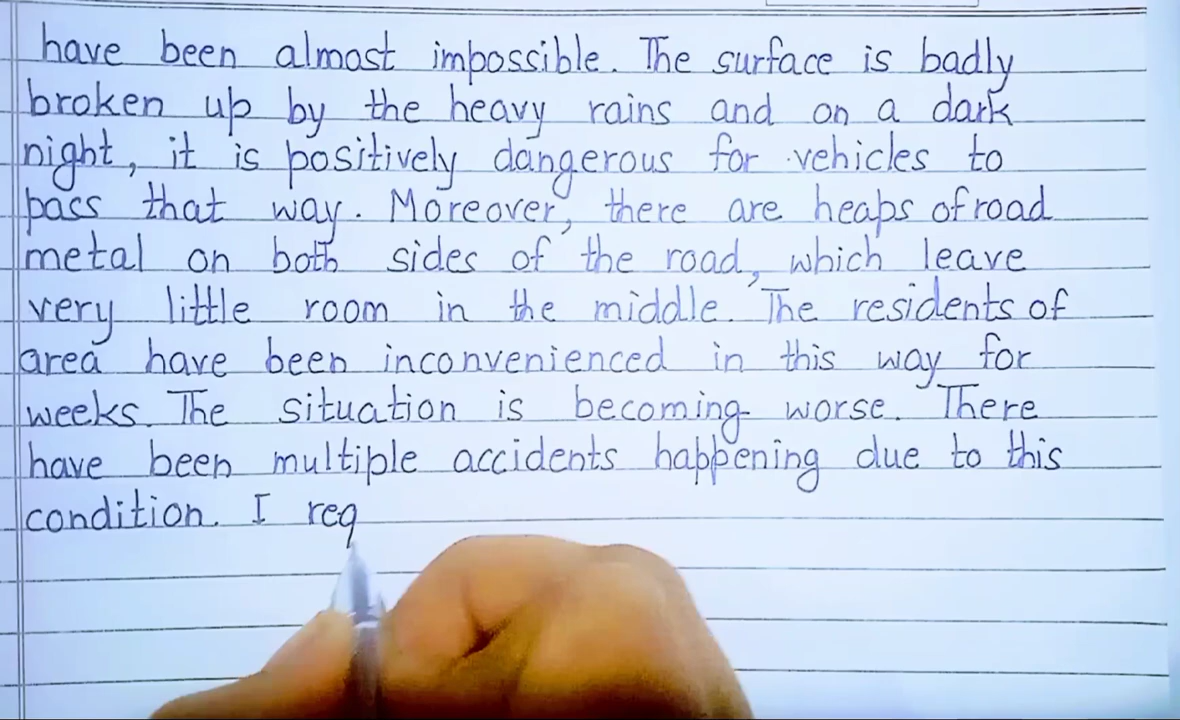 have been almost impossible. The surface is badly
broken up by the heavy rains and on a dark
night, it is positively dangerous for vehicles to
pass that way. Moreover, there are heaps of road
metal on both sides of the road, which leave
very little room in the middle. The residents of
area have been inconvenienced in this way for
weeks. The situation is becoming worse. There
have been multiple accidents happening due to this
condition. I req